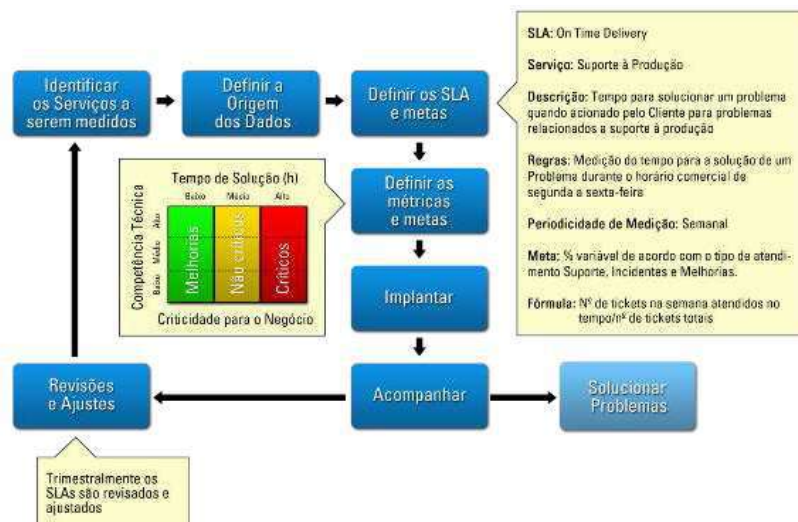 Identificar
os Serviços a
serem medidos
Definir a
Origem
dos Dados
Definir os SLA
e metas
SLA: On Time Delivery
Serviço: Suporte à Produção
Descrição: Tempo para solucionar um problema
quando acionado pelo Cliente para problemas
relacionados a suporte à produção
Regras: Medição do tempo para a solução de um
Problema durante o horário comercial de
segunda a sexta-feira
Periodicidade de Medição: Semanal
Meta: % variável de acordo com o tipo de atendi-
mento Suporte, Incidentes e Melhorias.
Fórmula: Nº de tickets na semana atendidos no
tempo/nº de tickets totais
Tempo de Solução (h)
Baixo Médio Alto
Competência Técnica
Alto
Médio
Baixo
Melhorias
Não críticos
Críticos
Criticidade para o Negócio
Definir as
métricas
e metas
Implantar
Revisões
e Ajustes
Acompanhar
Solucionar
Problemas
Trimestralmente os
SLAs são revisados e
ajustados